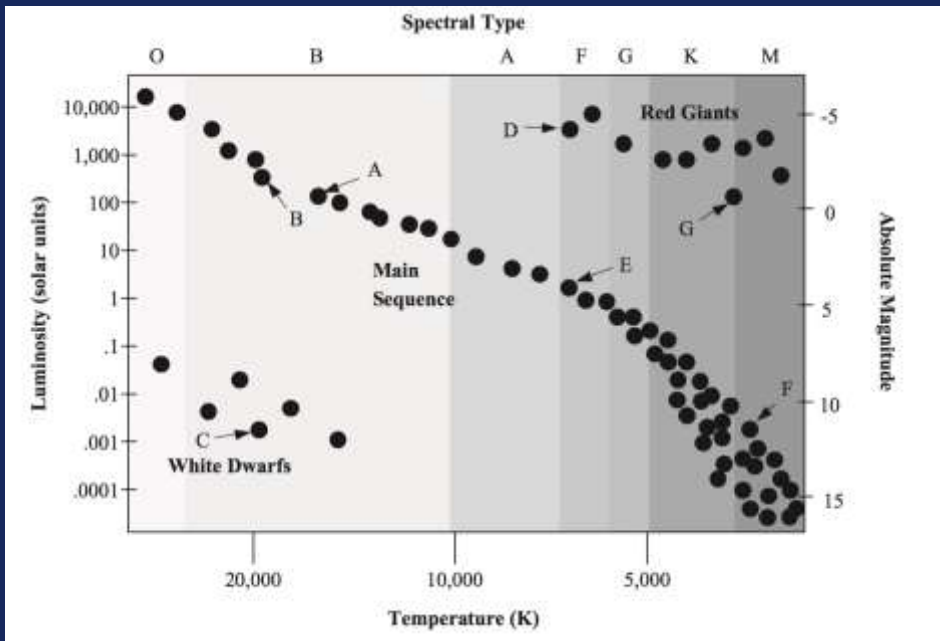 Spectral Type
O B A F G K M
10,000
1,000
100
10
1
.1
.01
.001
.0001
Luminosity (solar units)
D
Red Giants
A
B
G
Main
Sequence
E
C
White Dwarfs
F
-5
0
5
10
15
Absolute Magnitude
20,000 10,000 5,000
Temperature (K)